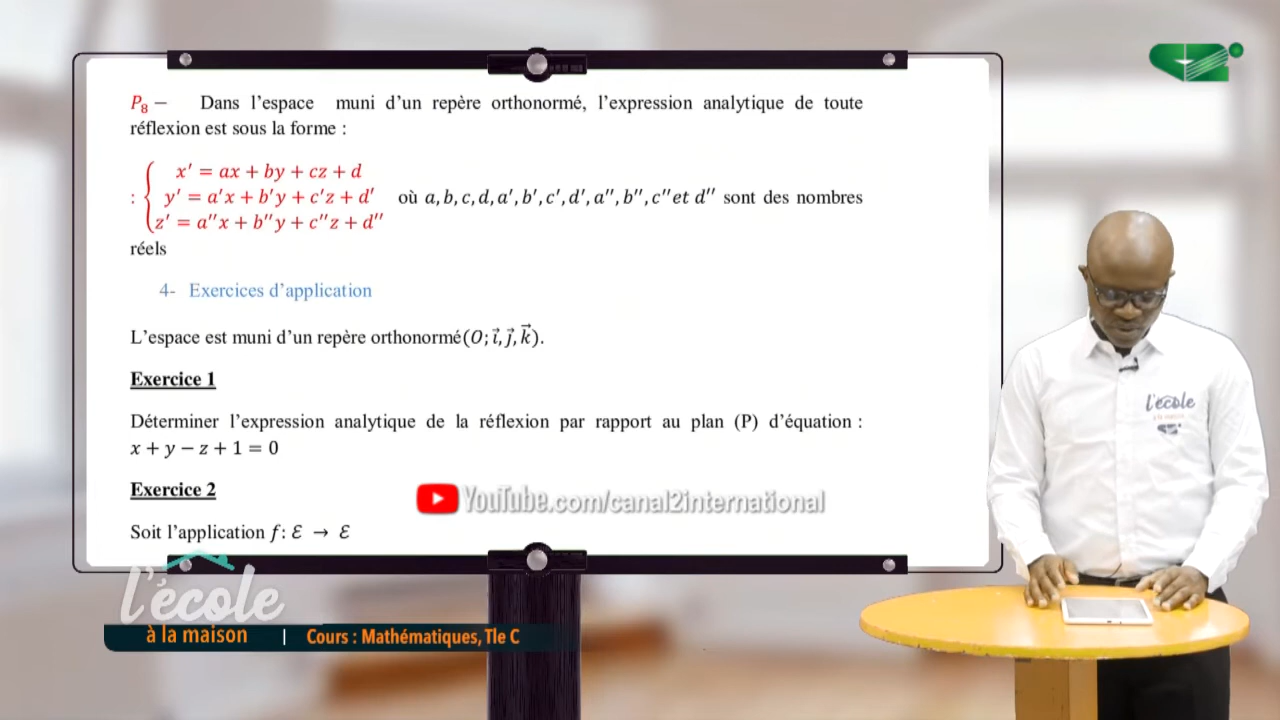 P₈ – Dans l'espace muni d'un repère orthonormé, l'expression analytique de toute
réflexion est sous la forme :
x′ = ax + by + cz + d
: { y′ = a′x + b′y + c′z + d′ où a, b, c, d, a′, b′, c′, d′, a′′, b′′, c′′et d′′ sont des nombres
z′ = a′′x + b′′y + c′′z + d′′
réels
4- Exercices d'application
L'espace est muni d'un repère orthonormé(O; i⃗, j⃗, k⃗).
Exercice 1
Déterminer l'expression analytique de la réflexion par rapport au plan (P) d'équation :
x + y − z + 1 = 0
Exercice 2
YouTube.com/canal2international
Soit l'application f: Ɛ → Ɛ
l'école
à la maison | Cours : Mathématiques, Tle C
l'école
à la maison